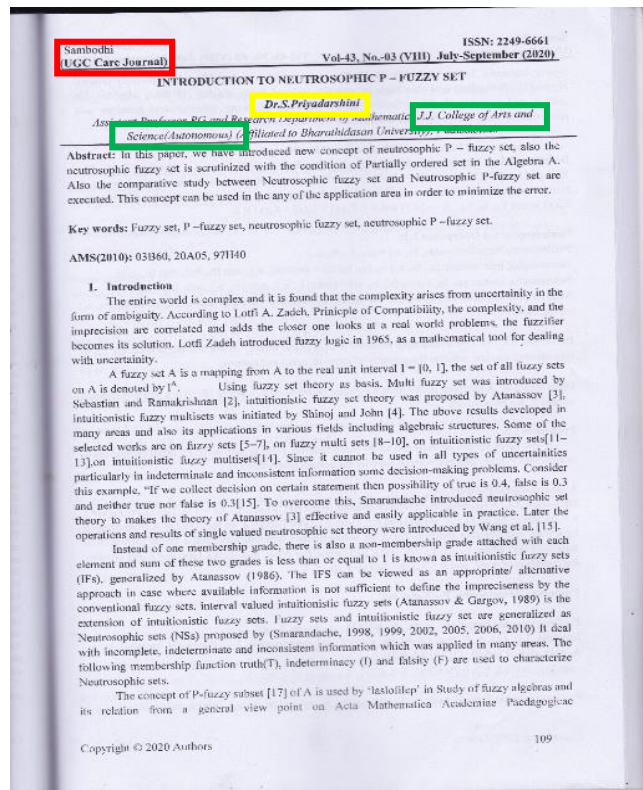 Sambodhi
(UGC Care Journal)
ISSN: 2249-6661
Vol-43, No.-03 (VIII) July-September (2020)
INTRODUCTION TO NEUTROSOPHIC P – FUZZY SET
Dr.S.Priyadarshini
Assistant Professor PG and Research Department of Mathematics J.J. College of Arts and
Science(Autonomous) (Affiliated to Bharathidasan University),
Abstract: In this paper, we have introduced new concept of neutrosophic P – fuzzy set, also the
neutrosophic fuzzy set is scrutinized with the condition of Partially ordered set in the Algebra A.
Also the comparative study between Neutrosophic fuzzy set and Neutrosophic P-fuzzy set are
executed. This concept can be used in the any of the application area in order to minimize the error.
Key words: Fuzzy set, P –fuzzy set, neutrosophic fuzzy set, neutrosophic P –fuzzy set.
AMS(2010): 03B60, 20A05, 97H40
1. Introduction
The entire world is complex and it is found that the complexity arises from uncertainity in the
form of ambiguity. According to Lotfi A. Zadeh, Prinicple of Compatibility, the complexity, and the
imprecision are correlated and adds the closer one looks at a real world problems, the fuzzifier
becomes its solution. Lotfi Zadeh introduced fuzzy logic in 1965, as a mathematical tool for dealing
with uncertainity.
A fuzzy set A is a mapping from A to the real unit interval I = [0, 1], the set of all fuzzy sets
on A is denoted by I^A. Using fuzzy set theory as basis. Multi fuzzy set was introduced by
Sebastian and Ramakrishnan [2], intuitionistic fuzzy set theory was proposed by Atanassov [3],
intuitionistic fuzzy multisets was initiated by Shinoj and John [4]. The above results developed in
many areas and also its applications in various fields including algebraic structures. Some of the
selected works are on fuzzy sets [5–7], on fuzzy multi sets [8–10], on intuitionistic fuzzy sets[11–
13],on intuitionistic fuzzy multisets[14]. Since it cannot be used in all types of uncertainities
particularly in indeterminate and inconsistent information some decision-making problems. Consider
this example, "If we collect decision on certain statement then possibility of true is 0.4, false is 0.3
and neither true nor false is 0.3[15]. To overcome this, Smarandache introduced neutrosophic set
theory to makes the theory of Atanassov [3] effective and easily applicable in practice. Later the
operations and results of single valued neutrosophic set theory were introduced by Wang et al. [15].
Instead of one membership grade, there is also a non-membership grade attached with each
element and sum of these two grades is less than or equal to 1 is known as intuitionistic fuzzy sets
(IFs), generalized by Atanassov (1986). The IFS can be viewed as an appropriate/ alternative
approach in case where available information is not sufficient to define the impreciseness by the
conventional fuzzy sets. interval valued intuitionistic fuzzy sets (Atanassov & Gargov, 1989) is the
extension of intuitionistic fuzzy sets. Fuzzy sets and intuitionistic fuzzy set are generalized as
Neutrosophic sets (NSs) proposed by (Smarandache, 1998, 1999, 2002, 2005, 2006, 2010) It deal
with incomplete, indeterminate and inconsistent information which was applied in many areas. The
following membership function truth(T), indeterminacy (I) and falsity (F) are used to characterize
Neutrosophic sets.
The concept of P-fuzzy subset [17] of A is used by 'laslofilep' in Study of fuzzy algebras and
its relation from a general view point on Acta Mathematica Academiae Paedagogicae
Copyright © 2020 Authors
109